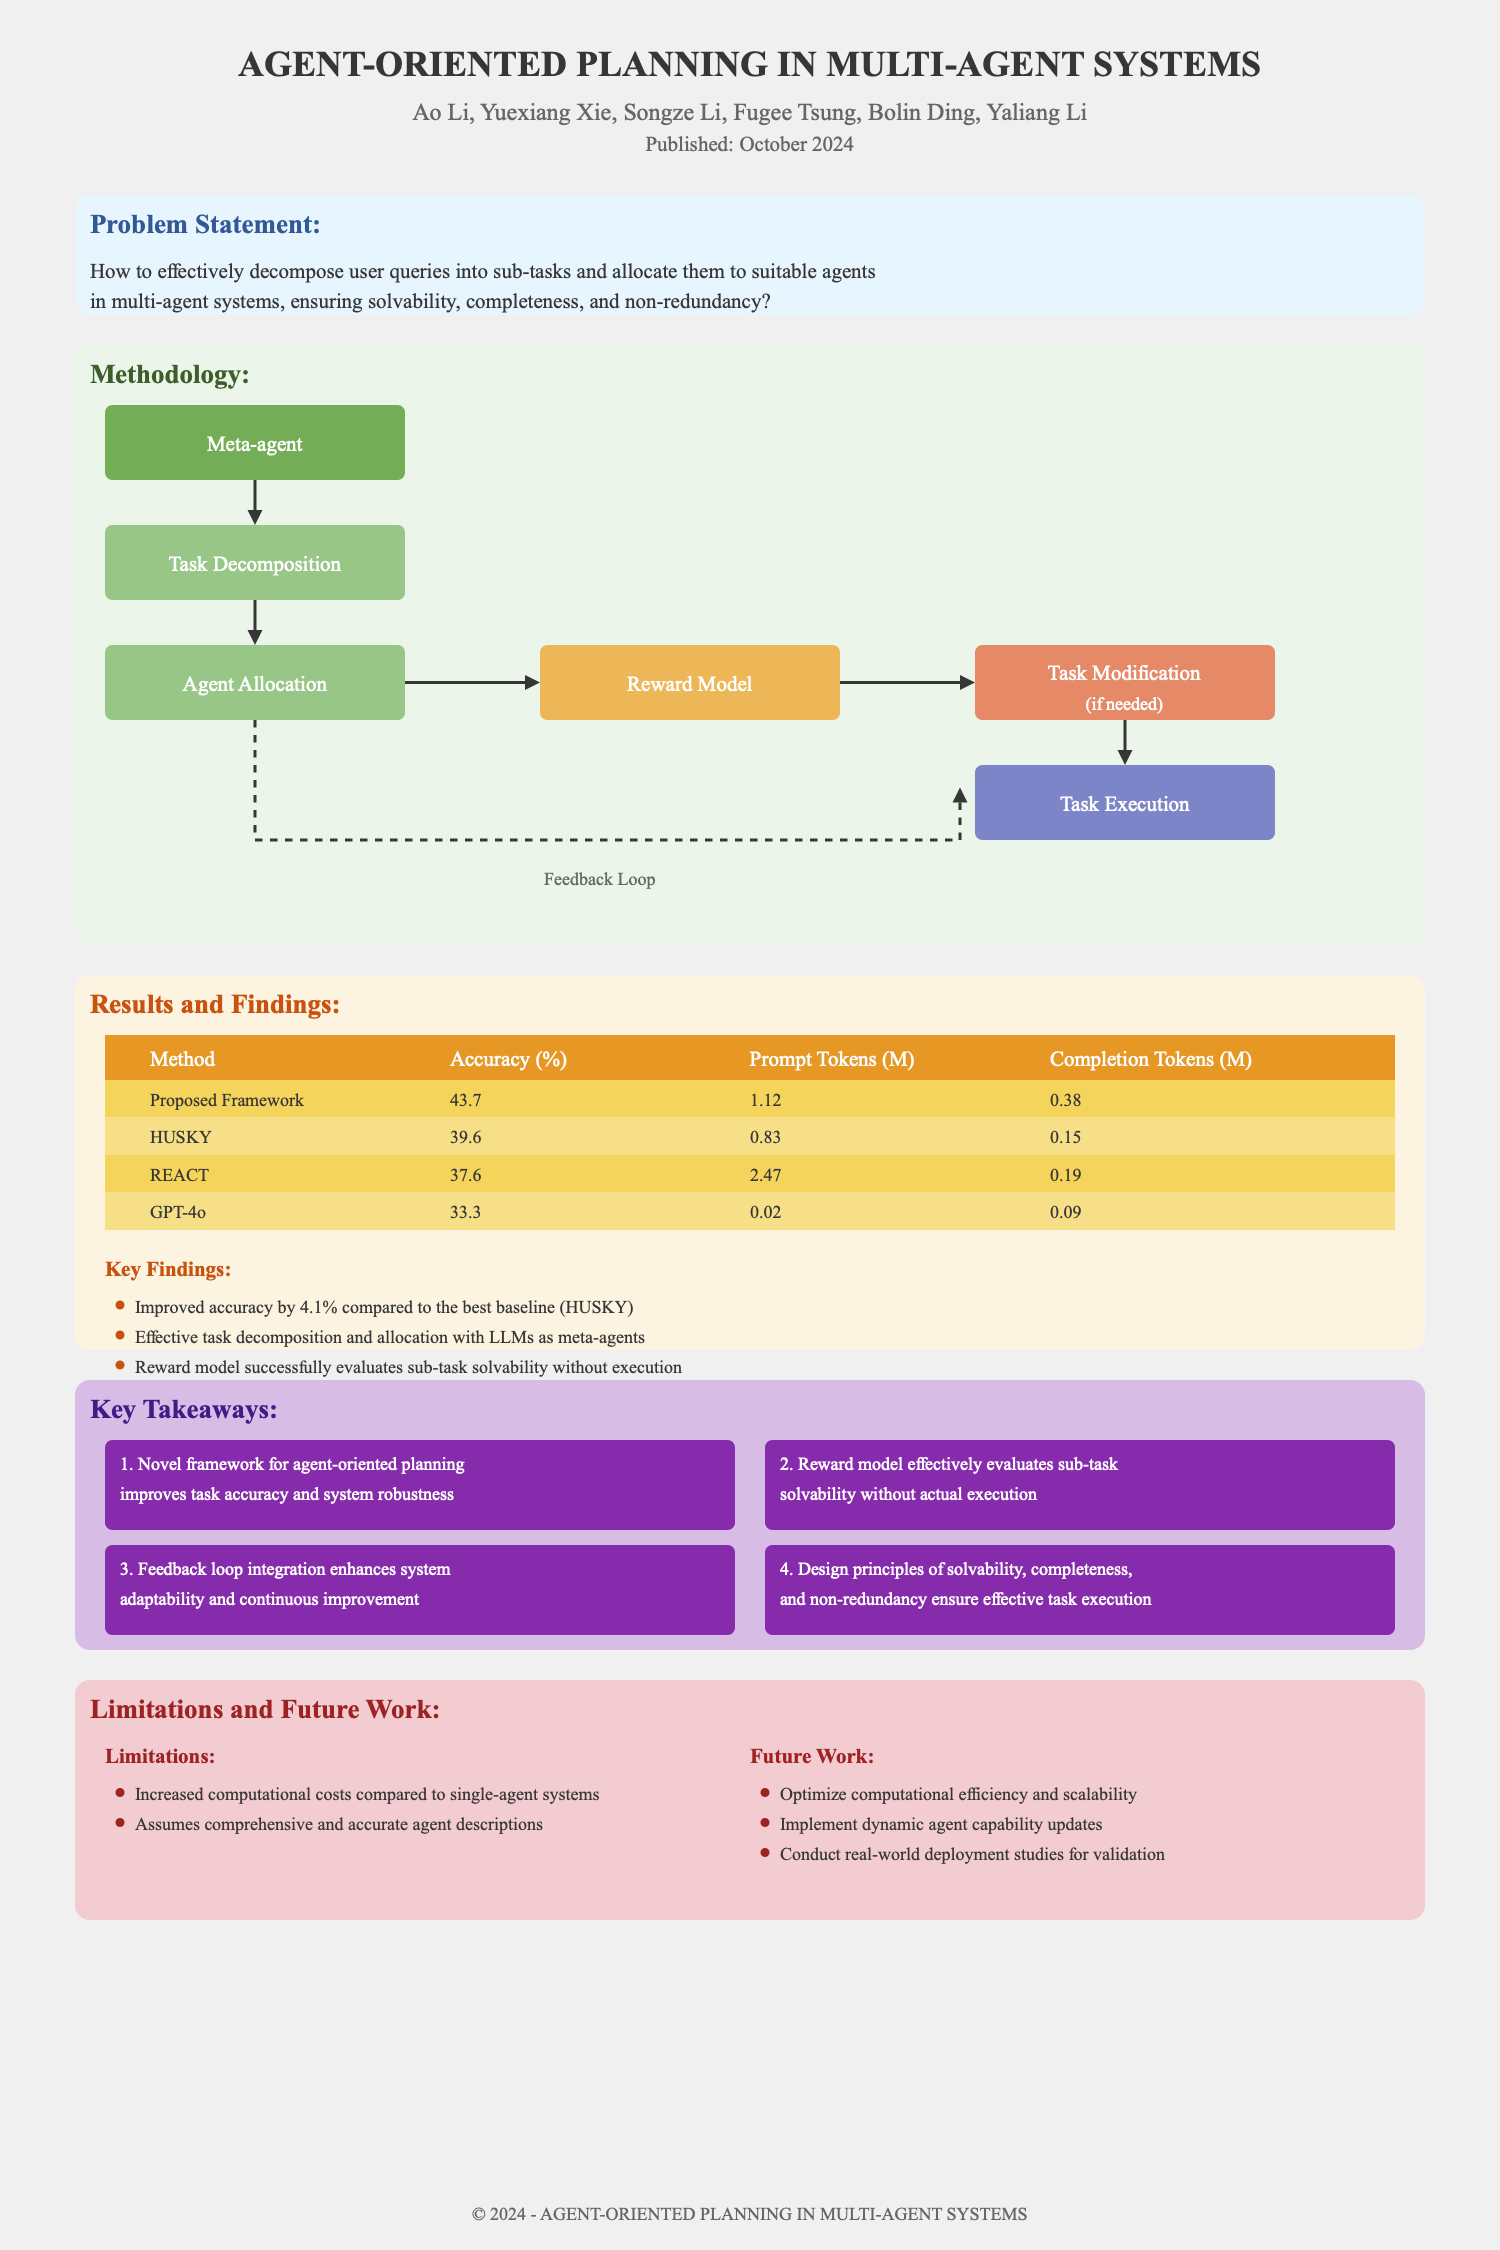 AGENT-ORIENTED PLANNING IN MULTI-AGENT SYSTEMS
Ao Li, Yuexiang Xie, Songze Li, Fugee Tsung, Bolin Ding, Yaliang Li
Published: October 2024
Problem Statement:
How to effectively decompose user queries into sub-tasks and allocate them to suitable agents
in multi-agent systems, ensuring solvability, completeness, and non-redundancy?
Methodology:
Meta-agent
Task Decomposition
Agent Allocation
Reward Model
Task Modification
(if needed)
Task Execution
Feedback Loop
Results and Findings:
Method Accuracy (%) Prompt Tokens (M) Completion Tokens (M)
Proposed Framework 43.7 1.12 0.38
HUSKY 39.6 0.83 0.15
REACT 37.6 2.47 0.19
GPT-4o 33.3 0.02 0.09
Key Findings:
Improved accuracy by 4.1% compared to the best baseline (HUSKY)
Effective task decomposition and allocation with LLMs as meta-agents
Reward model successfully evaluates sub-task solvability without execution
Key Takeaways:
1. Novel framework for agent-oriented planning
improves task accuracy and system robustness
2. Reward model effectively evaluates sub-task
solvability without actual execution
3. Feedback loop integration enhances system
adaptability and continuous improvement
4. Design principles of solvability, completeness,
and non-redundancy ensure effective task execution
Limitations and Future Work:
Limitations:
Increased computational costs compared to single-agent systems
Assumes comprehensive and accurate agent descriptions
Future Work:
Optimize computational efficiency and scalability
Implement dynamic agent capability updates
Conduct real-world deployment studies for validation
© 2024 - AGENT-ORIENTED PLANNING IN MULTI-AGENT SYSTEMS